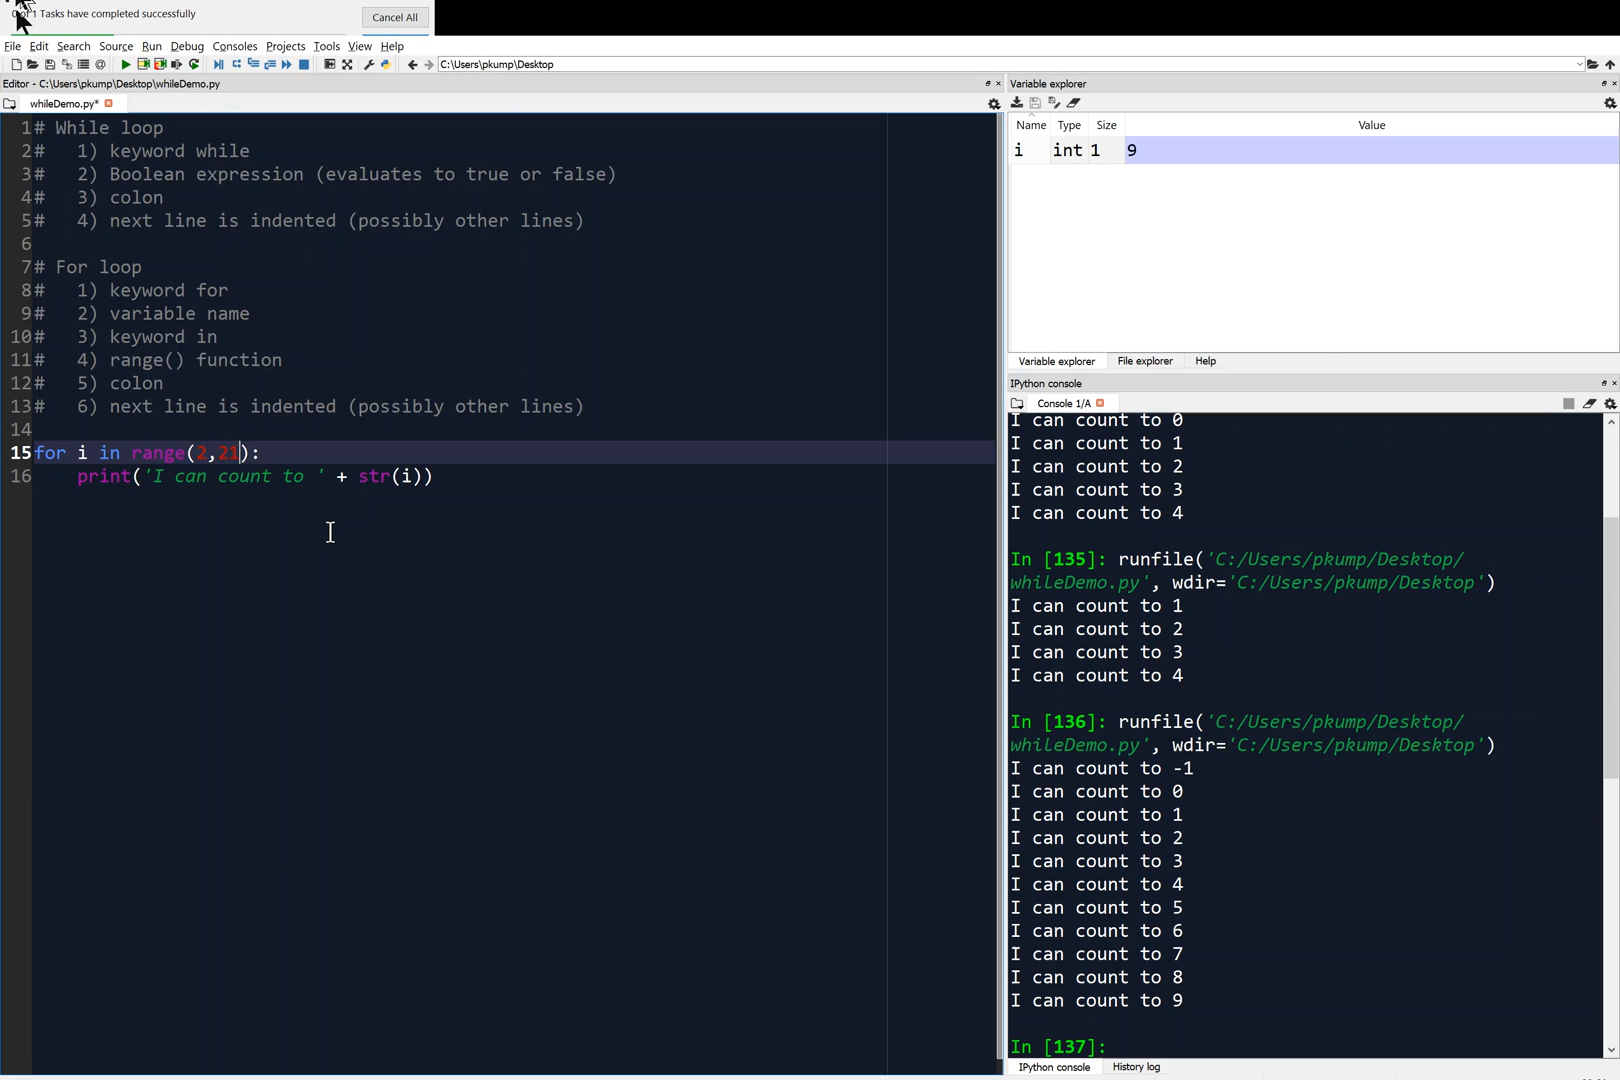 0 of 1 Tasks have completed successfully
Cancel All
File Edit Search Source Run Debug Consoles Projects Tools View Help
C:\Users\pkump\Desktop
Editor - C:\Users\pkump\Desktop\whileDemo.py
whileDemo.py*
1 # While loop
2 #   1) keyword while
3 #   2) Boolean expression (evaluates to true or false)
4 #   3) colon
5 #   4) next line is indented (possibly other lines)
6
7 # For loop
8 #   1) keyword for
9 #   2) variable name
10 #   3) keyword in
11 #   4) range() function
12 #   5) colon
13 #   6) next line is indented (possibly other lines)
14
15 for i in range(2,21):
16     print('I can count to ' + str(i))
Variable explorer
Name Type Size Value
i int 1 9
Variable explorer File explorer Help
IPython console
Console 1/A
I can count to 0
I can count to 1
I can count to 2
I can count to 3
I can count to 4
In [135]: runfile('C:/Users/pkump/Desktop/
whileDemo.py', wdir='C:/Users/pkump/Desktop')
I can count to 1
I can count to 2
I can count to 3
I can count to 4
In [136]: runfile('C:/Users/pkump/Desktop/
whileDemo.py', wdir='C:/Users/pkump/Desktop')
I can count to -1
I can count to 0
I can count to 1
I can count to 2
I can count to 3
I can count to 4
I can count to 5
I can count to 6
I can count to 7
I can count to 8
I can count to 9
In [137]:
IPython console History log